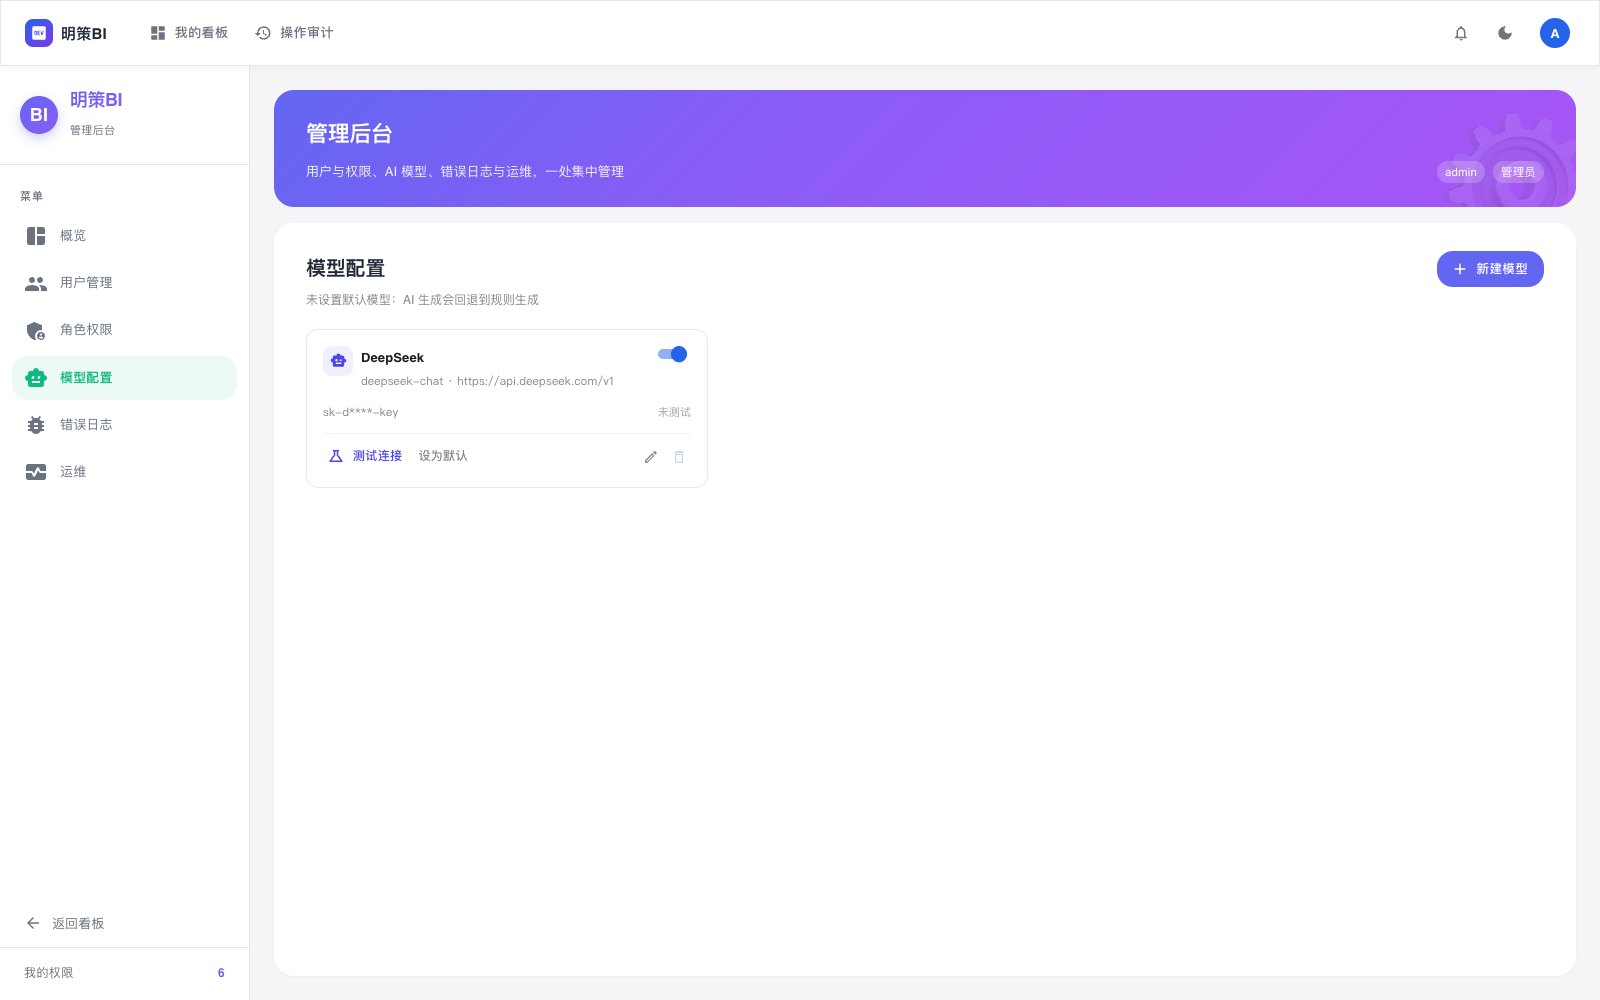 DEV
明策BI
我的看板
操作审计
A
BI
明策BI
管理后台
菜单
概览
用户管理
角色权限
模型配置
错误日志
运维
返回看板
我的权限
6
管理后台
用户与权限、AI 模型、错误日志与运维，一处集中管理
admin
管理员
模型配置
未设置默认模型：AI 生成会回退到规则生成
新建模型
DeepSeek
deepseek-chat · https://api.deepseek.com/v1
sk-d****-key
未测试
测试连接
设为默认